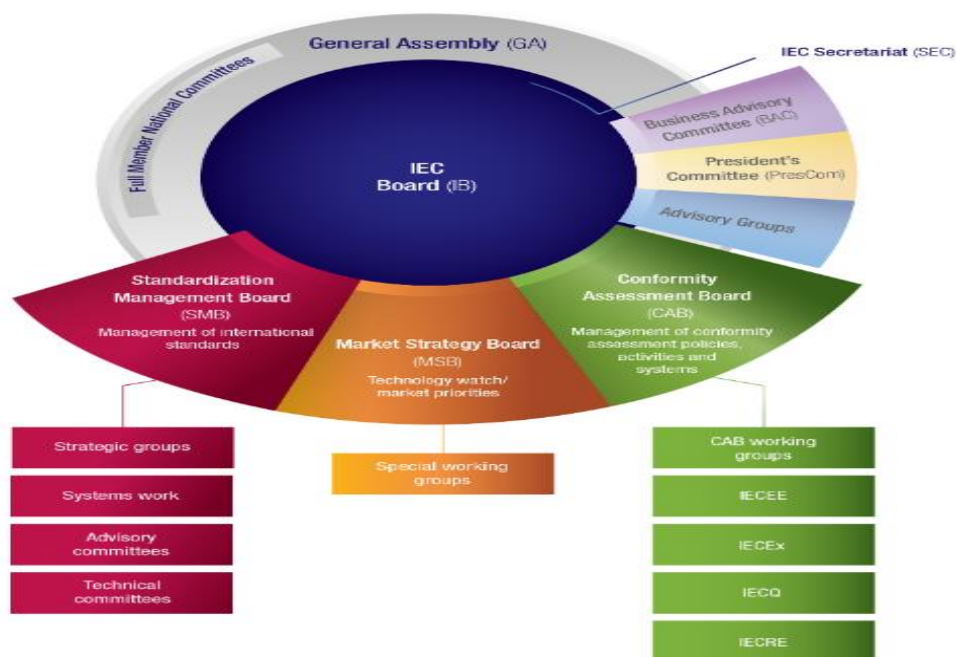 General Assembly (GA)
Full Member National Committees
IEC Secretariat (SEC)
Business Advisory
Committee (BAC)
President's
Committee (PresCom)
Advisory Groups
IEC
Board (IB)
Standardization
Management Board
(SMB)
Management of international
standards
Market Strategy Board
(MSB)
Technology watch/
market priorities
Conformity
Assessment Board
(CAB)
Management of conformity
assessment policies,
activities and
systems
Strategic groups
Systems work
Advisory
committees
Technical
committees
Special working
groups
CAB working
groups
IECEE
IECEx
IECQ
IECRE